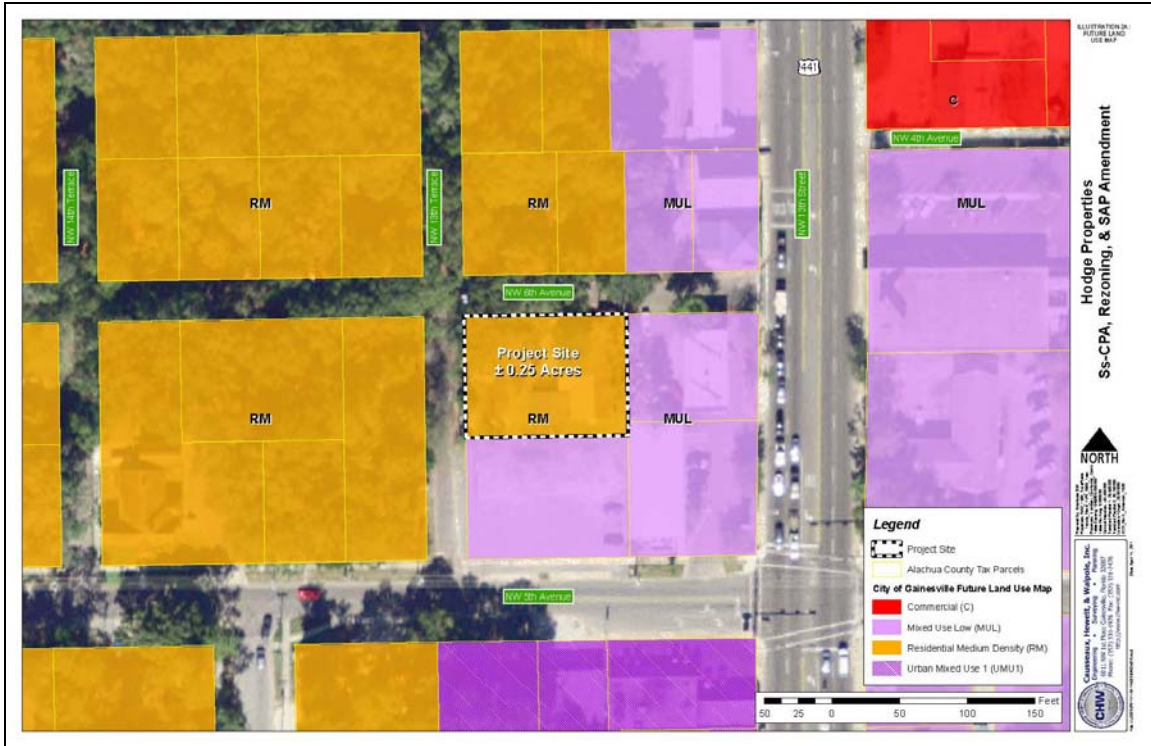 ILLUSTRATION 2A:
FUTURE LAND
USE MAP
Hodge Properties
Ss-CPA, Rezoning, & SAP Amendment
NORTH
441
C
NW 4th Avenue
NW 14th Terrace
RM
NW 13th Terrace
RM
MUL
NW 13th Street
MUL
NW 6th Avenue
Project Site
± 0.25 Acres
RM
RM
MUL
NW 5th Avenue
Legend
Project Site
Alachua County Tax Parcels
City of Gainesville Future Land Use Map
Commercial (C)
Mixed Use Low (MUL)
Residential Medium Density (RM)
Urban Mixed Use 1 (UMU1)
50 25 0 50 100 150 Feet
Causseaux, Hewett, & Walpole, Inc.
Engineering • Surveying • Planning
CHW